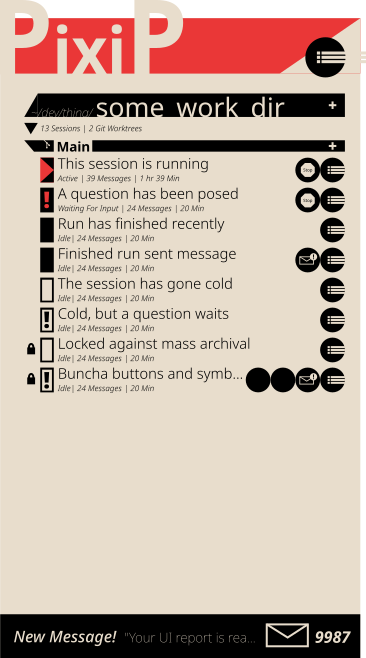 PixiP
~/dev/thing/ some_work_dir +
13 Sessions | 2 Git Worktrees
Main +
This session is running
Active | 39 Messages | 1 hr 39 Min
Stop
A question has been posed
Waiting For Input | 24 Messages | 20 Min
Stop
Run has finished recently
Idle| 24 Messages | 20 Min
Finished run sent message
Idle| 24 Messages | 20 Min
The session has gone cold
Idle| 24 Messages | 20 Min
Cold, but a question waits
Idle| 24 Messages | 20 Min
Locked against mass archival
Idle| 24 Messages | 20 Min
Buncha buttons and symb...
Idle| 24 Messages | 20 Min
New Message! "Your UI report is rea... 9987